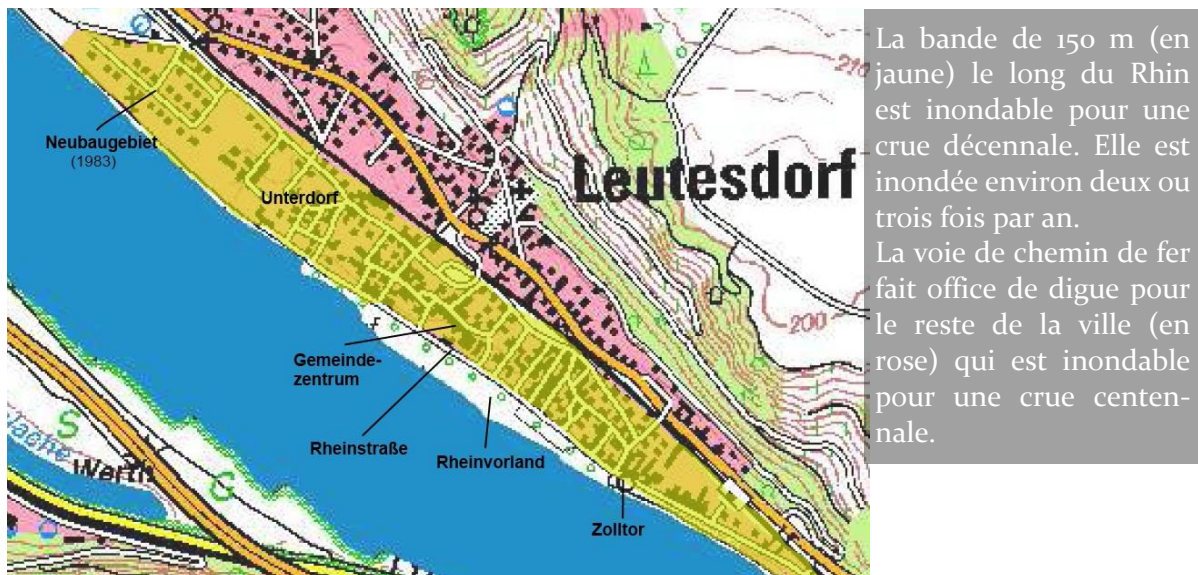 Neubaugebiet
(1983)
Unterdorf
Leutesdorf
210
200
Gemeinde-
zentrum
Rheinstraße
Rheinvorland
Zolltor
Werth
S
G
La bande de 150 m (en
jaune) le long du Rhin
est inondable pour une
crue décennale. Elle est
inondée environ deux ou
trois fois par an.
La voie de chemin de fer
fait office de digue pour
le reste de la ville (en
rose) qui est inondable
pour une crue centen-
nale.